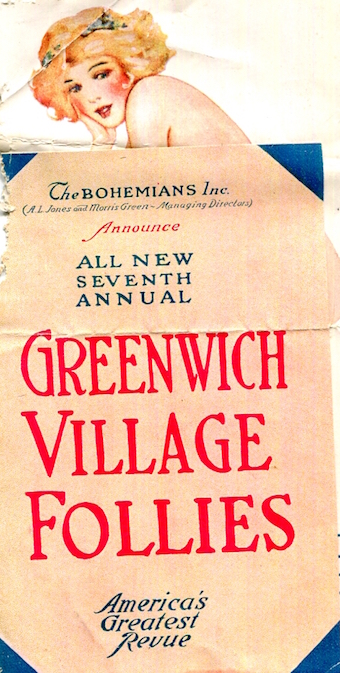 The BOHEMIANS Inc.
(A.L. Jones and Morris Green ~ Managing Directors)
Announce
ALL NEW
SEVENTH
ANNUAL
GREENWICH
VILLAGE
FOLLIES
America's
Greatest
Revue